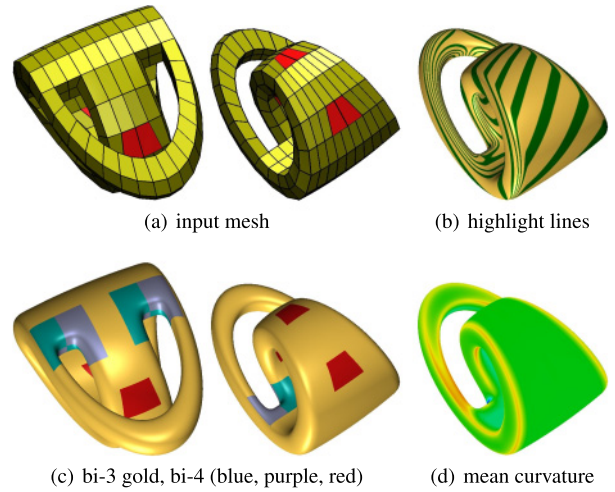 (a) input mesh
(b) highlight lines
(c) bi-3 gold, bi-4 (blue, purple, red)
(d) mean curvature